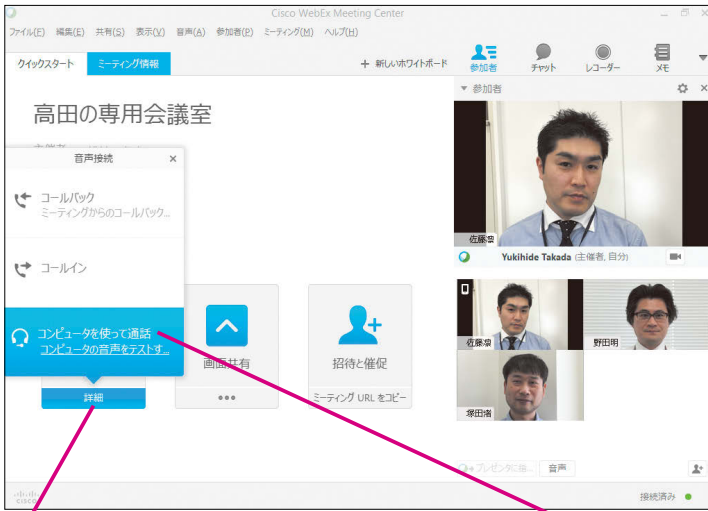 Cisco WebEx Meeting Center
ファイル(F) 編集(E) 共有(S) 表示(V) 音声(A) 参加者(P) ミーティング(M) ヘルプ(H)
クイックスタート ミーティング情報 + 新しいホワイトボード
参加者 チャット レコーダー メモ
参加者
高田の専用会議室
音声接続
コールバック
ミーティングからのコールバック...
コールイン
コンピュータを使って通話
コンピュータの音声をテストす...
詳細
画面共有
招待と催促
ミーティング URL をコピー
佐藤凛
Yukihide Takada (主催者, 自分)
佐藤凛
野田明
塚田渚
音声
接続済み
CISCO